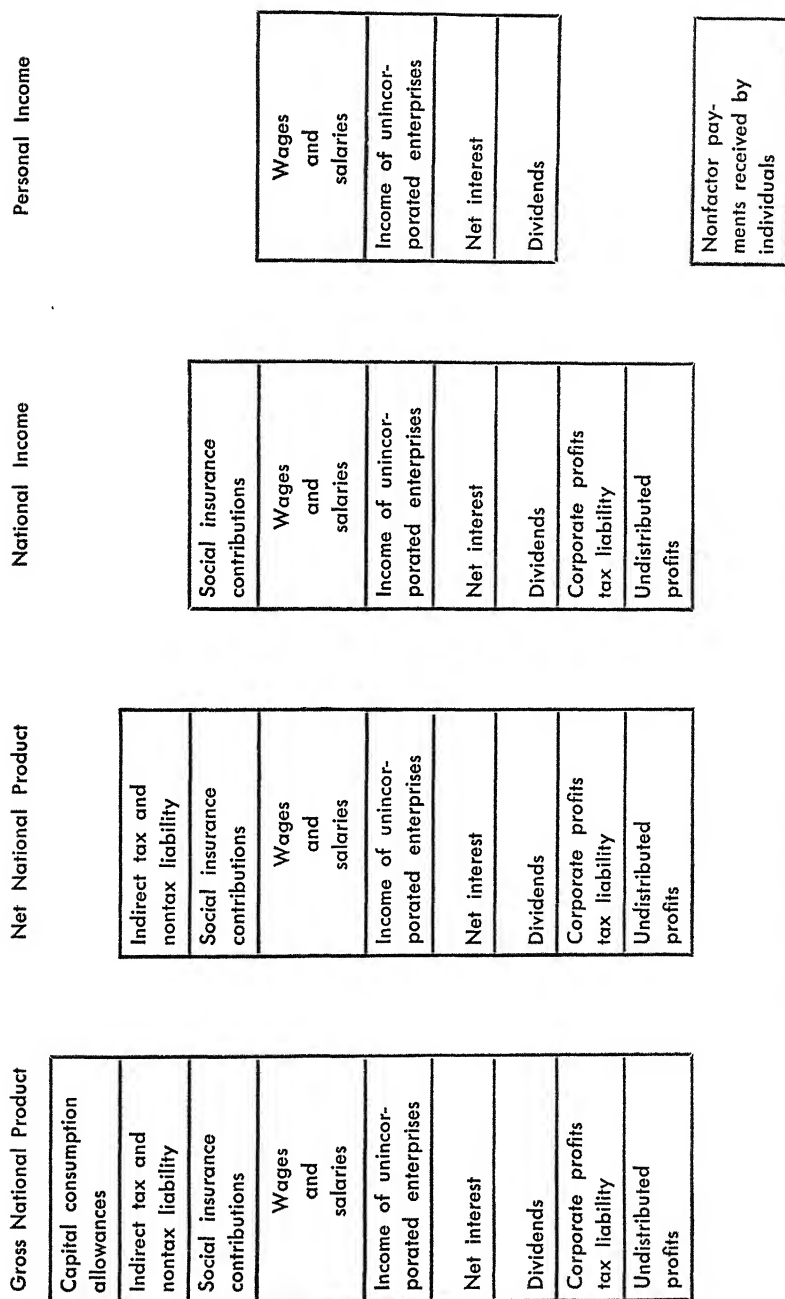 Gross National Product
Capital consumption
allowances
Indirect tax and
nontax liability
Social insurance
contributions
Wages
and
salaries
Income of unincor-
porated enterprises
Net interest
Dividends
Corporate profits
tax liability
Undistributed
profits
Net National Product
Indirect tax and
nontax liability
Social insurance
contributions
Wages
and
salaries
Income of unincor-
porated enterprises
Net interest
Dividends
Corporate profits
tax liability
Undistributed
profits
National Income
Social insurance
contributions
Wages
and
salaries
Income of unincor-
porated enterprises
Net interest
Dividends
Corporate profits
tax liability
Undistributed
profits
Personal Income
Wages
and
salaries
Income of unincor-
porated enterprises
Net interest
Dividends
Nonfactor pay-
ments received by
individuals